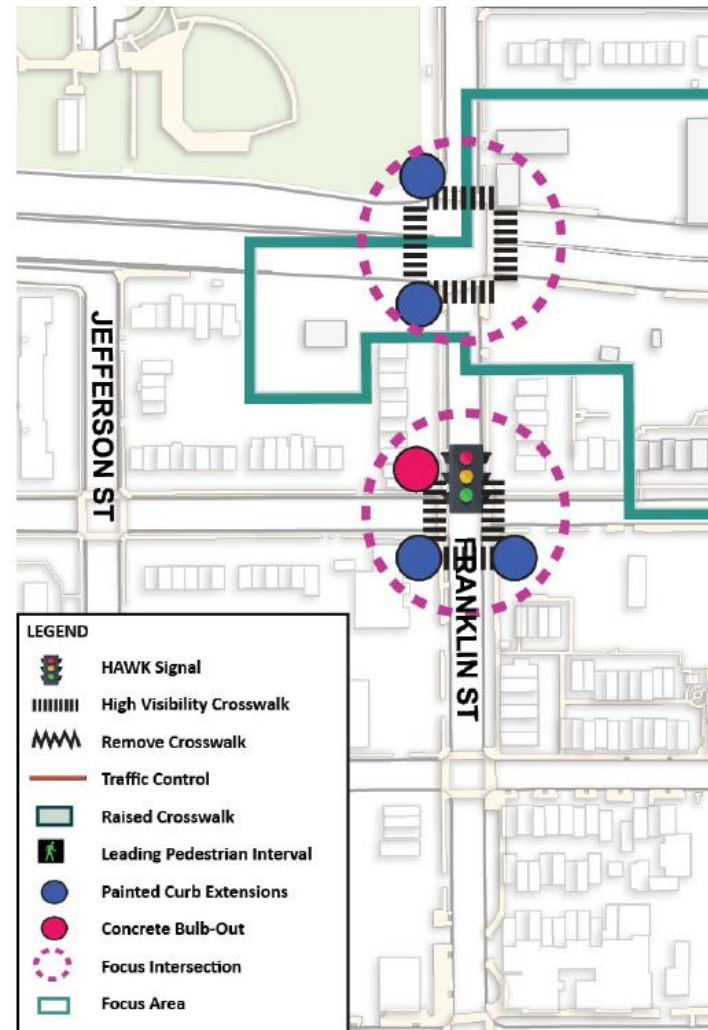 JEFFERSON ST
FRANKLIN ST
LEGEND
HAWK Signal
High Visibility Crosswalk
Remove Crosswalk
Traffic Control
Raised Crosswalk
Leading Pedestrian Interval
Painted Curb Extensions
Concrete Bulb-Out
Focus Intersection
Focus Area